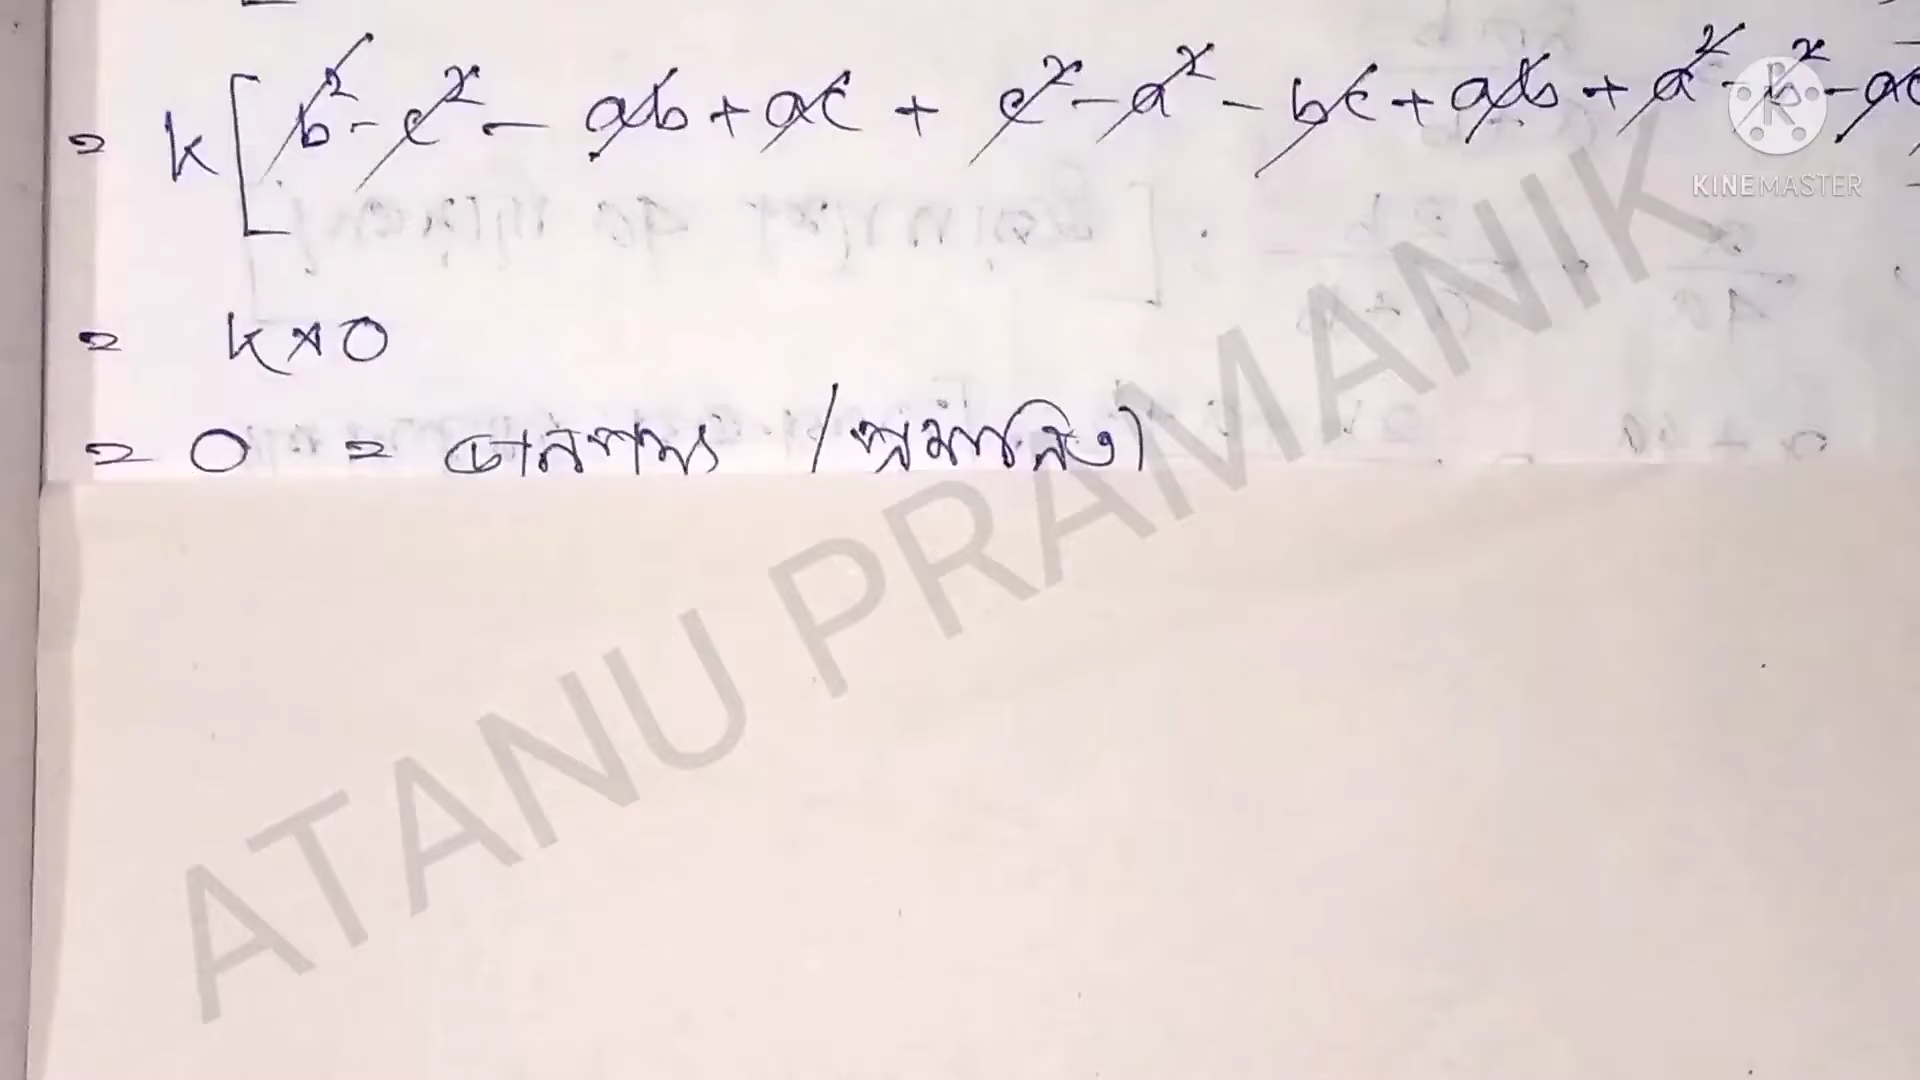 = k[b² - c² - ab + ac + c² - a² - bc + ab + a² - b² - ac
KINEMASTER
= k × 0
= 0 = ডানপক্ষ (প্রমাণিত)
ATANU PRAMANIK